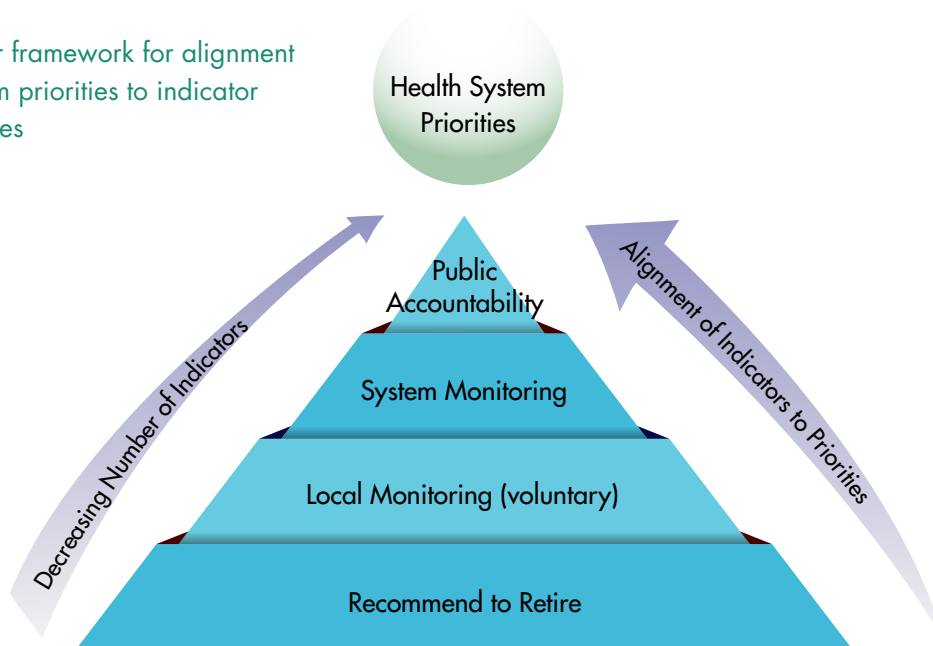 framework for alignment
priorities to indicator
Health System
Priorities
Public
Accountability
System Monitoring
Local Monitoring (voluntary)
Recommend to Retire
Decreasing Number of Indicators
Alignment of Indicators to Priorities